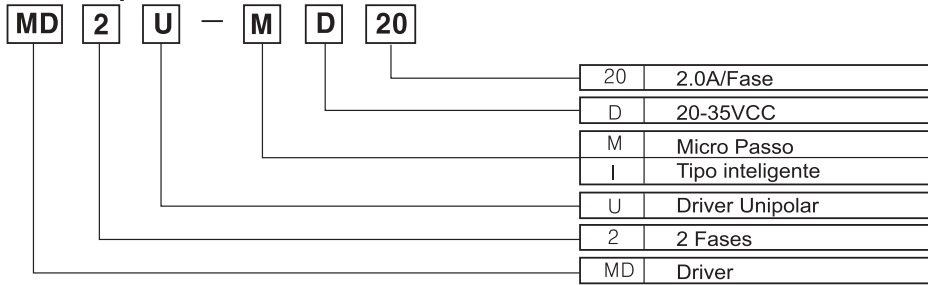 MD 2 U - M D 20
20 2.0A/Fase
D 20-35VCC
M Micro Passo
I Tipo inteligente
U Driver Unipolar
2 2 Fases
MD Driver